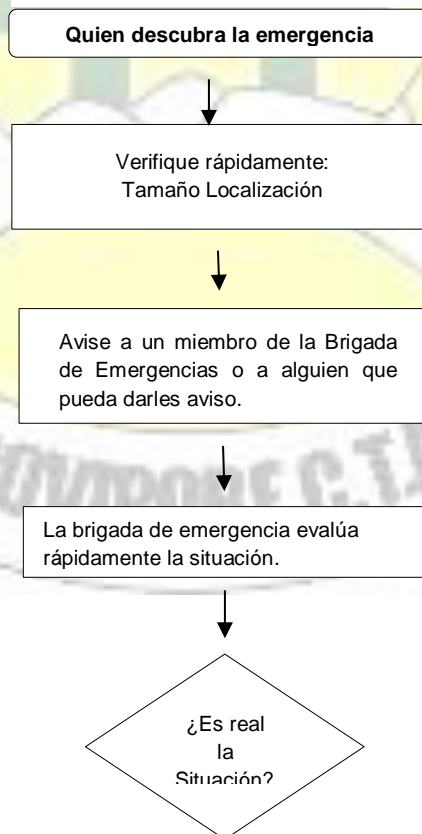 Quien descubra la emergencia
Verifique rápidamente:
Tamaño Localización
Avise a un miembro de la Brigada
de Emergencias o a alguien que
pueda darles aviso.
La brigada de emergencia evalúa
rápidamente la situación.
¿Es real
la
Situación?